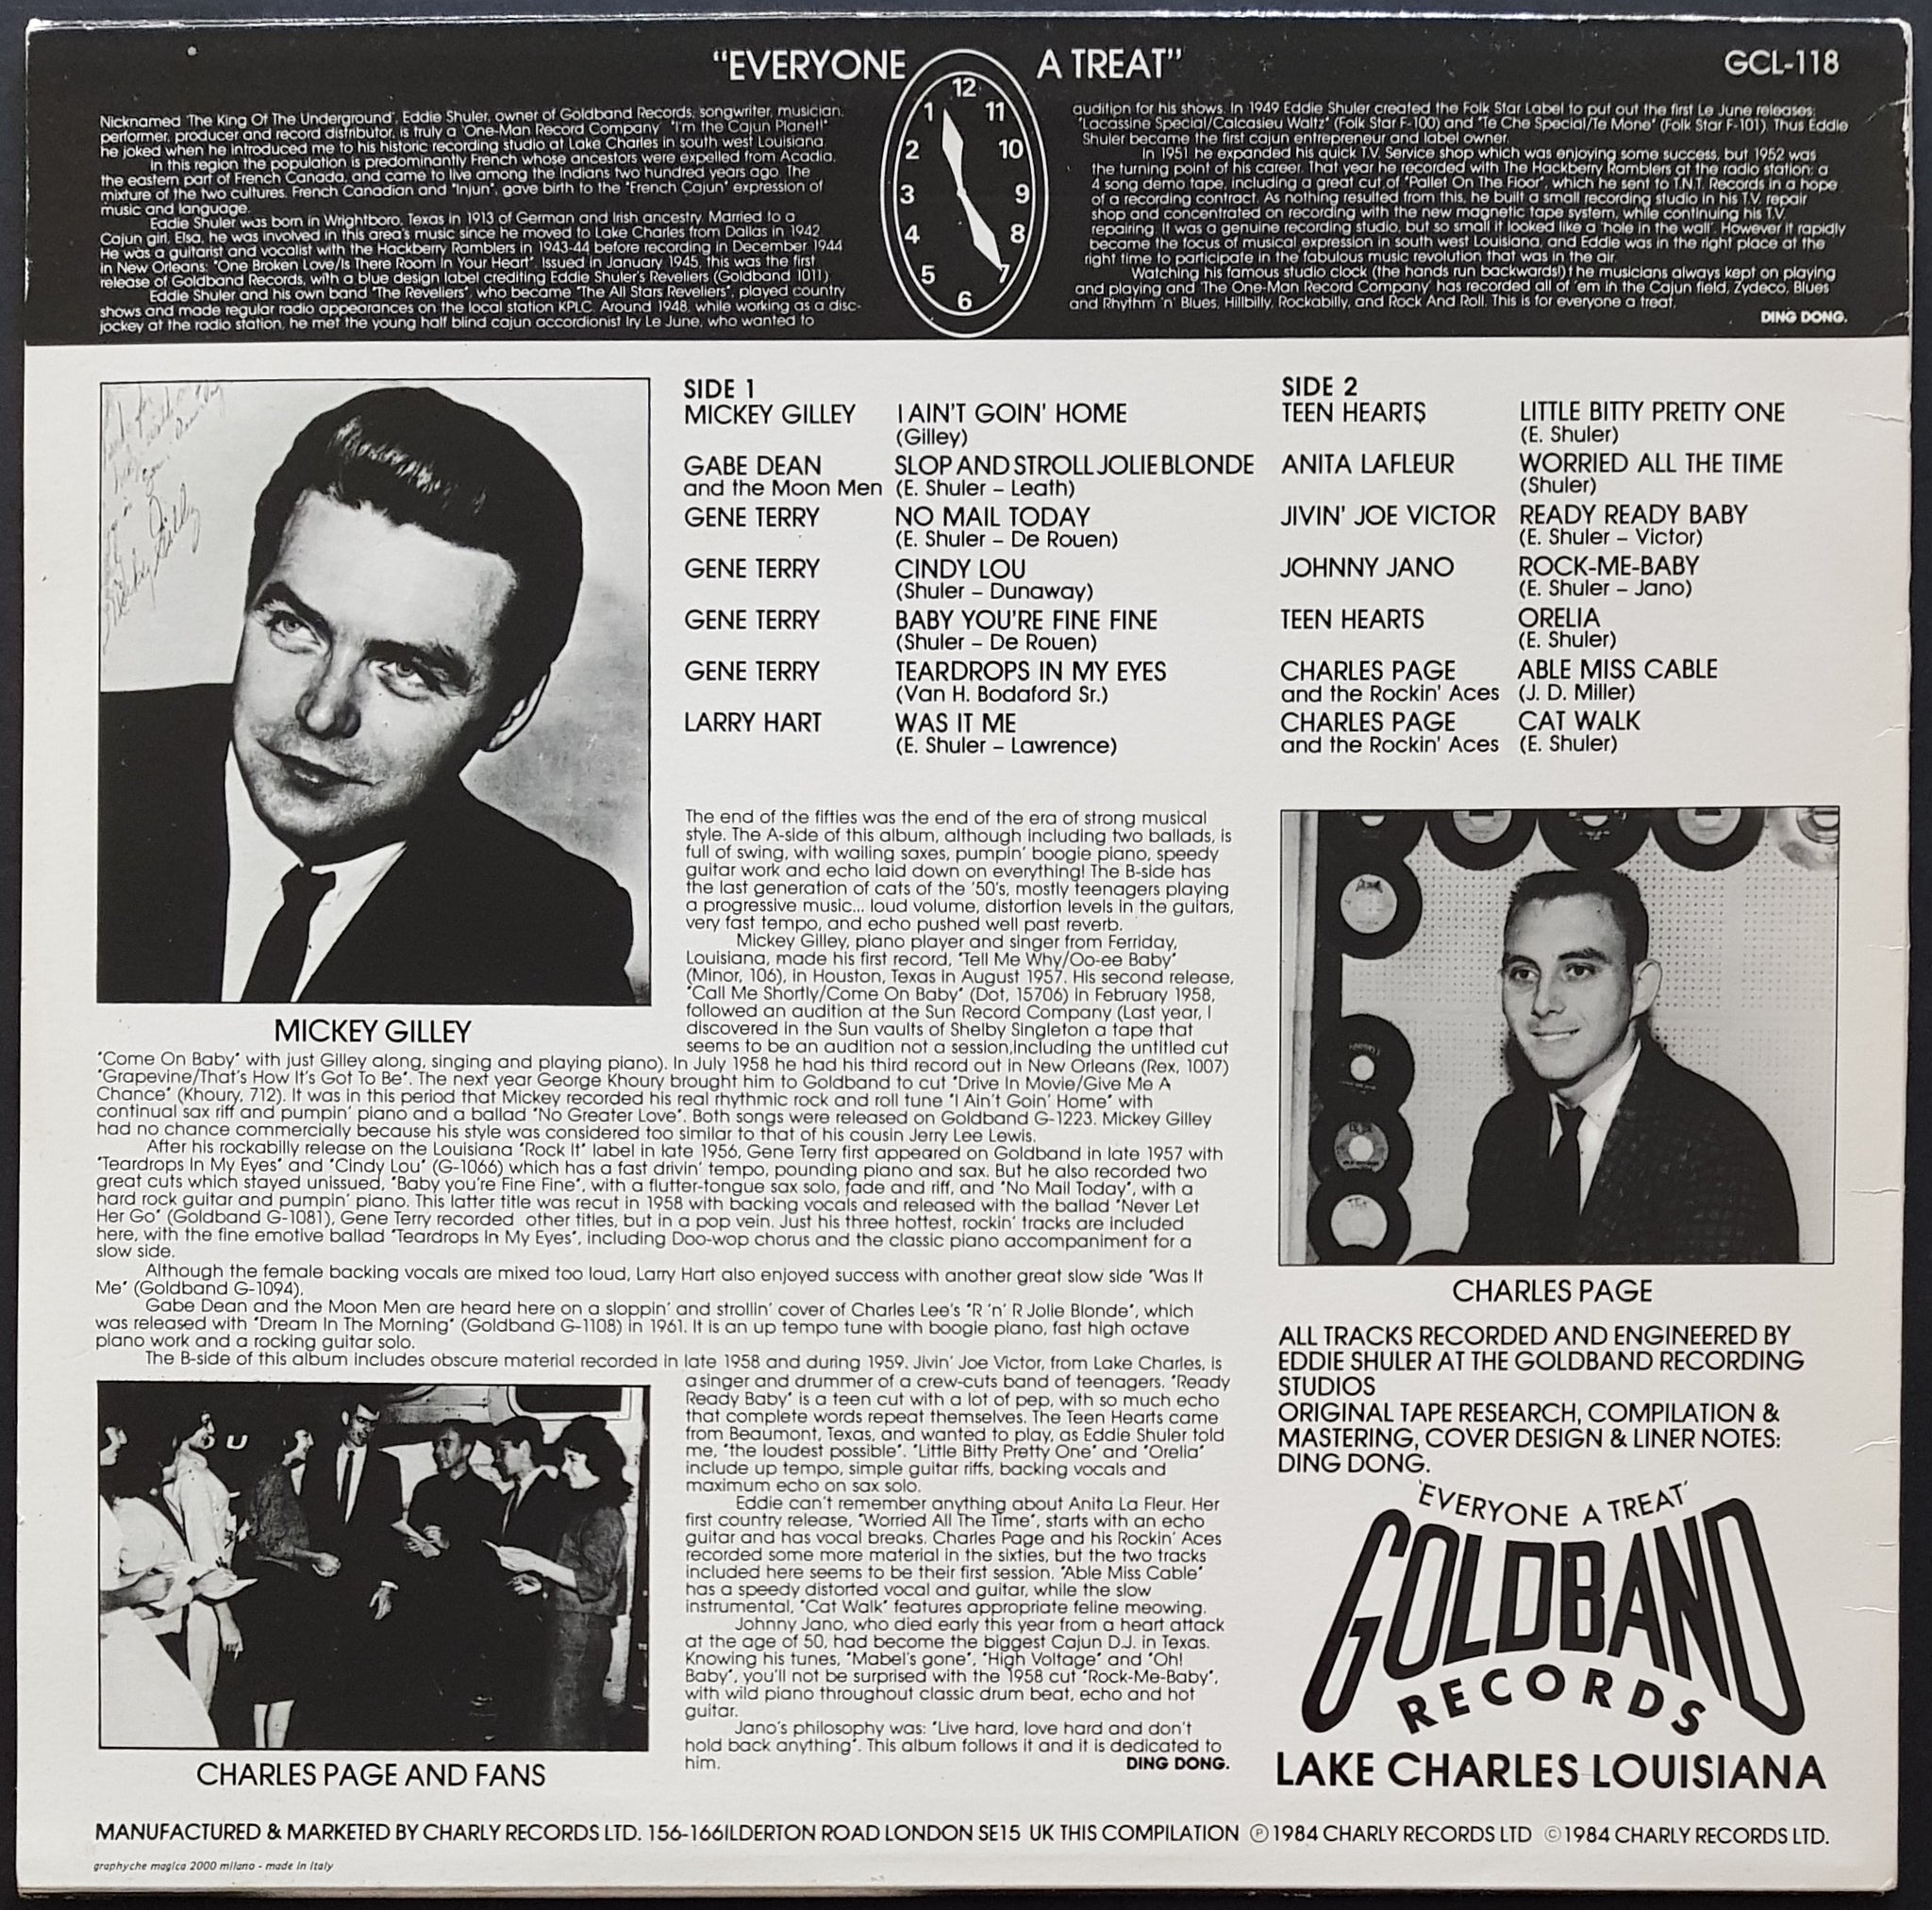 "EVERYONE A TREAT"
GCL-118
Nicknamed 'The King Of The Underground', Eddie Shuler, owner of Goldband Records, songwriter, musician,
performer, producer and record distributor, is truly a 'One-Man Record Company' "I'm the Cajun Planet!"
he joked when he introduced me to his historic recording studio at Lake Charles in south west Louisiana.
In this region the population is predominantly French whose ancestors were expelled from Acadia,
the eastern part of French Canada, and came to live among the Indians two hundred years ago. The
mixture of the two cultures. French Canadian and "Injun", gave birth to the "French Cajun" expression of
music and language.
Eddie Shuler was born in Wrightboro, Texas in 1913 of German and Irish ancestry. Married to a
Cajun girl, Elsa, he was involved in this area's music since he moved to Lake Charles from Dallas in 1942.
He was a guitarist and vocalist with the Hackberry Ramblers in 1943-44 before recording in December 1944
in New Orleans: "One Broken Love/Is There Room In Your Heart". Issued in January 1945, this was the first
release of Goldband Records, with a blue design label crediting Eddie Shuler's Reveliers (Goldband 1011).
Eddie Shuler and his own band 'The Reveliers', who became 'The All Stars Reveliers', played country
shows and made regular radio appearances on the local station KPLC. Around 1948, while working as a disc-
jockey at the radio station, he met the young half blind cajun accordionist Iry Le June, who wanted to
12
1 11
2 10
3 9
4 8
5 7
6
audition for his shows. In 1949 Eddie Shuler created the Folk Star Label to put out the first Le June releases:
"Lacassine Special/Calcasieu Waltz" (Folk Star F-100) and "Te Che Special/Te Mone" (Folk Star F-101). Thus Eddie
Shuler became the first cajun entrepreneur and label owner.
In 1951 he expanded his quick T.V. Service shop which was enjoying some success, but 1952 was
the turning point of his career. That year he recorded with The Hackberry Ramblers at the radio station; a
4 song demo tape, including a great cut of "Pallet On The Floor", which he sent to T.N.T. Records in a hope
of a recording contract. As nothing resulted from this, he built a small recording studio in his T.V. repair
shop and concentrated on recording with the new magnetic tape system, while continuing his T.V.
repairing. It was a genuine recording studio, but so small it looked like a 'hole in the wall'. However it rapidly
became the focus of musical expression in south west Louisiana, and Eddie was in the right place at the
right time to participate in the fabulous music revolution that was in the air.
Watching his famous studio clock (the hands run backwards!) the musicians always kept on playing
and playing and 'The One-Man Record Company' has recorded all of 'em in the Cajun field, Zydeco, Blues
and Rhythm 'n' Blues, Hillbilly, Rockabilly, and Rock And Roll. This is for everyone a treat.
DING DONG.
SIDE 1
MICKEY GILLEY I AIN'T GOIN' HOME
(Gilley)
GABE DEAN SLOP AND STROLL JOLIE BLONDE
and the Moon Men (E. Shuler – Leath)
GENE TERRY NO MAIL TODAY
(E. Shuler – De Rouen)
GENE TERRY CINDY LOU
(Shuler – Dunaway)
GENE TERRY BABY YOU'RE FINE FINE
(Shuler – De Rouen)
GENE TERRY TEARDROPS IN MY EYES
(Van H. Bodaford Sr.)
LARRY HART WAS IT ME
(E. Shuler – Lawrence)
SIDE 2
TEEN HEARTS LITTLE BITTY PRETTY ONE
(E. Shuler)
ANITA LAFLEUR WORRIED ALL THE TIME
(Shuler)
JIVIN' JOE VICTOR READY READY BABY
(E. Shuler – Victor)
JOHNNY JANO ROCK-ME-BABY
(E. Shuler – Jano)
TEEN HEARTS ORELIA
(E. Shuler)
CHARLES PAGE ABLE MISS CABLE
and the Rockin' Aces (J. D. Miller)
CHARLES PAGE CAT WALK
and the Rockin' Aces (E. Shuler)
MICKEY GILLEY
The end of the fifties was the end of the era of strong musical
style. The A-side of this album, although including two ballads, is
full of swing, with wailing saxes, pumpin' boogie piano, speedy
guitar work and echo laid down on everything! The B-side has
the last generation of cats of the '50's, mostly teenagers playing
a progressive music... loud volume, distortion levels in the guitars,
very fast tempo, and echo pushed well past reverb.
Mickey Gilley, piano player and singer from Ferriday,
Louisiana, made his first record, "Tell Me Why/Oo-ee Baby"
(Minor, 106), in Houston, Texas in August 1957. His second release,
"Call Me Shortly/Come On Baby" (Dot, 15706) in February 1958,
followed an audition at the Sun Record Company (Last year, I
discovered in the Sun vaults of Shelby Singleton a tape that
seems to be an audition not a session,including the untitled cut
"Come On Baby" with just Gilley along, singing and playing piano). In July 1958 he had his third record out in New Orleans (Rex, 1007)
"Grapevine/That's How It's Got To Be". The next year George Khoury brought him to Goldband to cut "Drive In Movie/Give Me A
Chance" (Khoury, 712). It was in this period that Mickey recorded his real rhythmic rock and roll tune "I Ain't Goin' Home" with
continual sax riff and pumpin' piano and a ballad "No Greater Love". Both songs were released on Goldband G-1223. Mickey Gilley
had no chance commercially because his style was considered too similar to that of his cousin Jerry Lee Lewis.
After his rockabilly release on the Louisiana "Rock It" label in late 1956, Gene Terry first appeared on Goldband in late 1957 with
"Teardrops In My Eyes" and "Cindy Lou" (G-1066) which has a fast drivin' tempo, pounding piano and sax. But he also recorded two
great cuts which stayed unissued, "Baby you're Fine Fine", with a flutter-tongue sax solo, fade and riff, and "No Mail Today", with a
hard rock guitar and pumpin' piano. This latter title was recut in 1958 with backing vocals and released with the ballad "Never Let
Her Go" (Goldband G-1081), Gene Terry recorded other titles, but in a pop vein. Just his three hottest, rockin' tracks are included
here, with the fine emotive ballad "Teardrops In My Eyes", including Doo-wop chorus and the classic piano accompaniment for a
slow side.
Although the female backing vocals are mixed too loud, Larry Hart also enjoyed success with another great slow side "Was It
Me" (Goldband G-1094).
Gabe Dean and the Moon Men are heard here on a sloppin' and strollin' cover of Charles Lee's "R 'n' R Jolie Blonde", which
was released with "Dream In The Morning" (Goldband G-1108) in 1961. It is an up tempo tune with boogie piano, fast high octave
piano work and a rocking guitar solo.
The B-side of this album includes obscure material recorded in late 1958 and during 1959. Jivin' Joe Victor, from Lake Charles, is
a singer and drummer of a crew-cuts band of teenagers. "Ready
Ready Baby" is a teen cut with a lot of pep, with so much echo
that complete words repeat themselves. The Teen Hearts came
from Beaumont, Texas, and wanted to play, as Eddie Shuler told
me, "the loudest possible". "Little Bitty Pretty One" and "Orelia"
include up tempo, simple guitar riffs, backing vocals and
maximum echo on sax solo.
Eddie can't remember anything about Anita La Fleur. Her
first country release, "Worried All The Time", starts with an echo
guitar and has vocal breaks. Charles Page and his Rockin' Aces
recorded some more material in the sixties, but the two tracks
included here seems to be their first session. "Able Miss Cable"
has a speedy distorted vocal and guitar, while the slow
instrumental, "Cat Walk" features appropriate feline meowing.
Johnny Jano, who died early this year from a heart attack
at the age of 50, had become the biggest Cajun D.J. in Texas.
Knowing his tunes, "Mabel's gone", "High Voltage" and "Oh!
Baby", you'll not be surprised with the 1958 cut "Rock-Me-Baby",
with wild piano throughout classic drum beat, echo and hot
guitar.
Jano's philosophy was: "Live hard, love hard and don't
hold back anything". This album follows it and it is dedicated to
him. DING DONG.
CHARLES PAGE AND FANS
CHARLES PAGE
ALL TRACKS RECORDED AND ENGINEERED BY
EDDIE SHULER AT THE GOLDBAND RECORDING
STUDIOS
ORIGINAL TAPE RESEARCH, COMPILATION &
MASTERING, COVER DESIGN & LINER NOTES:
DING DONG.
'EVERYONE A TREAT'
GOLDBAND
RECORDS
LAKE CHARLES LOUISIANA
MANUFACTURED & MARKETED BY CHARLY RECORDS LTD. 156-166 ILDERTON ROAD LONDON SE15 UK THIS COMPILATION ℗ 1984 CHARLY RECORDS LTD © 1984 CHARLY RECORDS LTD.
graphyche magica 2000 milano - made in italy